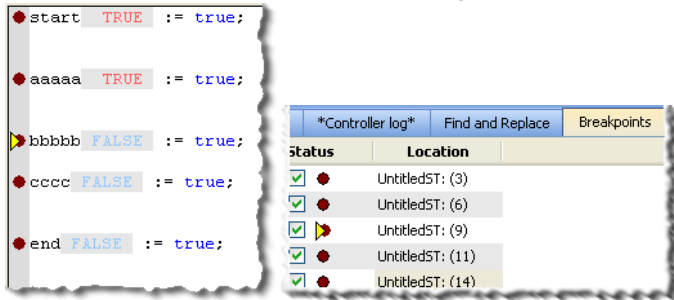 start TRUE := true;
aaaaa TRUE := true;
bbbbb FALSE := true;
cccc FALSE := true;
end FALSE := true;
*Controller log* Find and Replace Breakpoints
Status Location
UntitledST: (3)
UntitledST: (6)
UntitledST: (9)
UntitledST: (11)
UntitledST: (14)